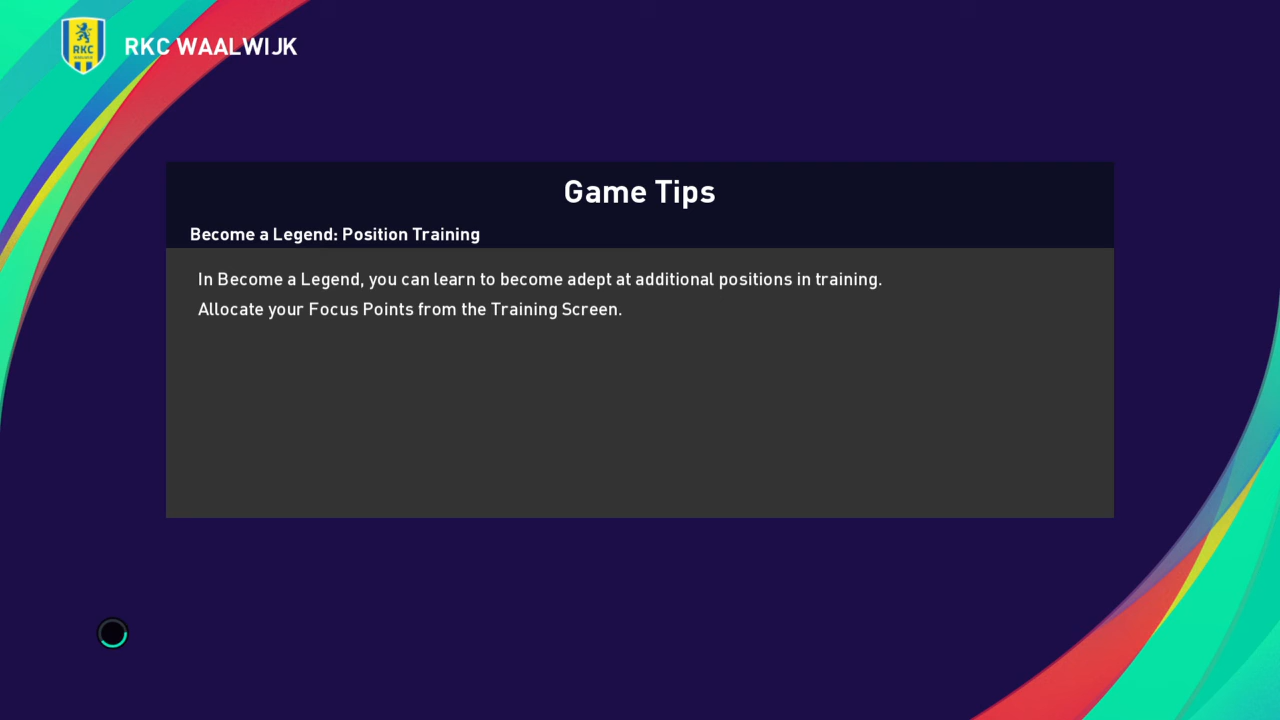 RKC WAALWIJK
RKC
Game Tips
Become a Legend: Position Training
In Become a Legend, you can learn to become adept at additional positions in training.
Allocate your Focus Points from the Training Screen.